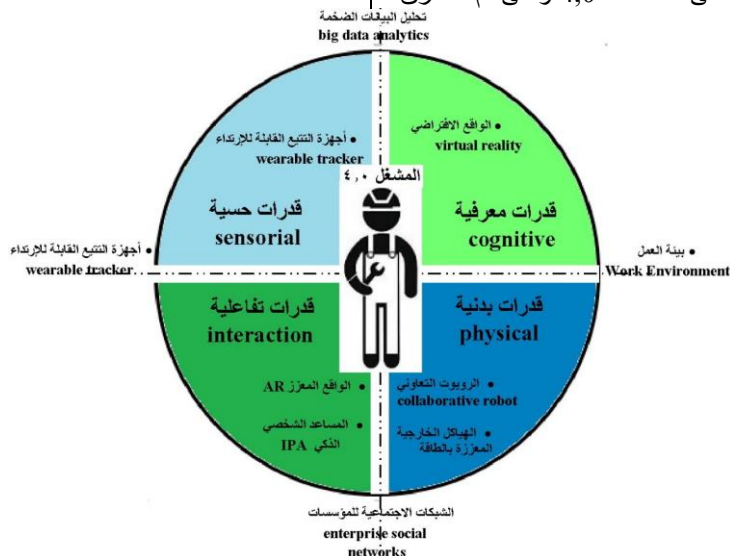 تحليل البيانات الضخمة
big data analytics
• الواقع الافتراضي
virtual reality
• أجهزة التتبع القابلة للإرتداء
wearable tracker
المشغل ٤,٠
قدرات معرفية
cognitive
قدرات حسية
sensorial
• بيئة العمل
Work Environment
• أجهزة التتبع القابلة للإرتداء
wearable tracker
قدرات بدنية
physical
قدرات تفاعلية
interaction
• الروبوت التعاوني
collaborative robot
• الواقع المعزز AR
• الهياكل الخارجية
المعززة بالطاقة
• المساعد الشخصي
الذكي IPA
الشبكات الاجتماعية للمؤسسات
enterprise social
networks